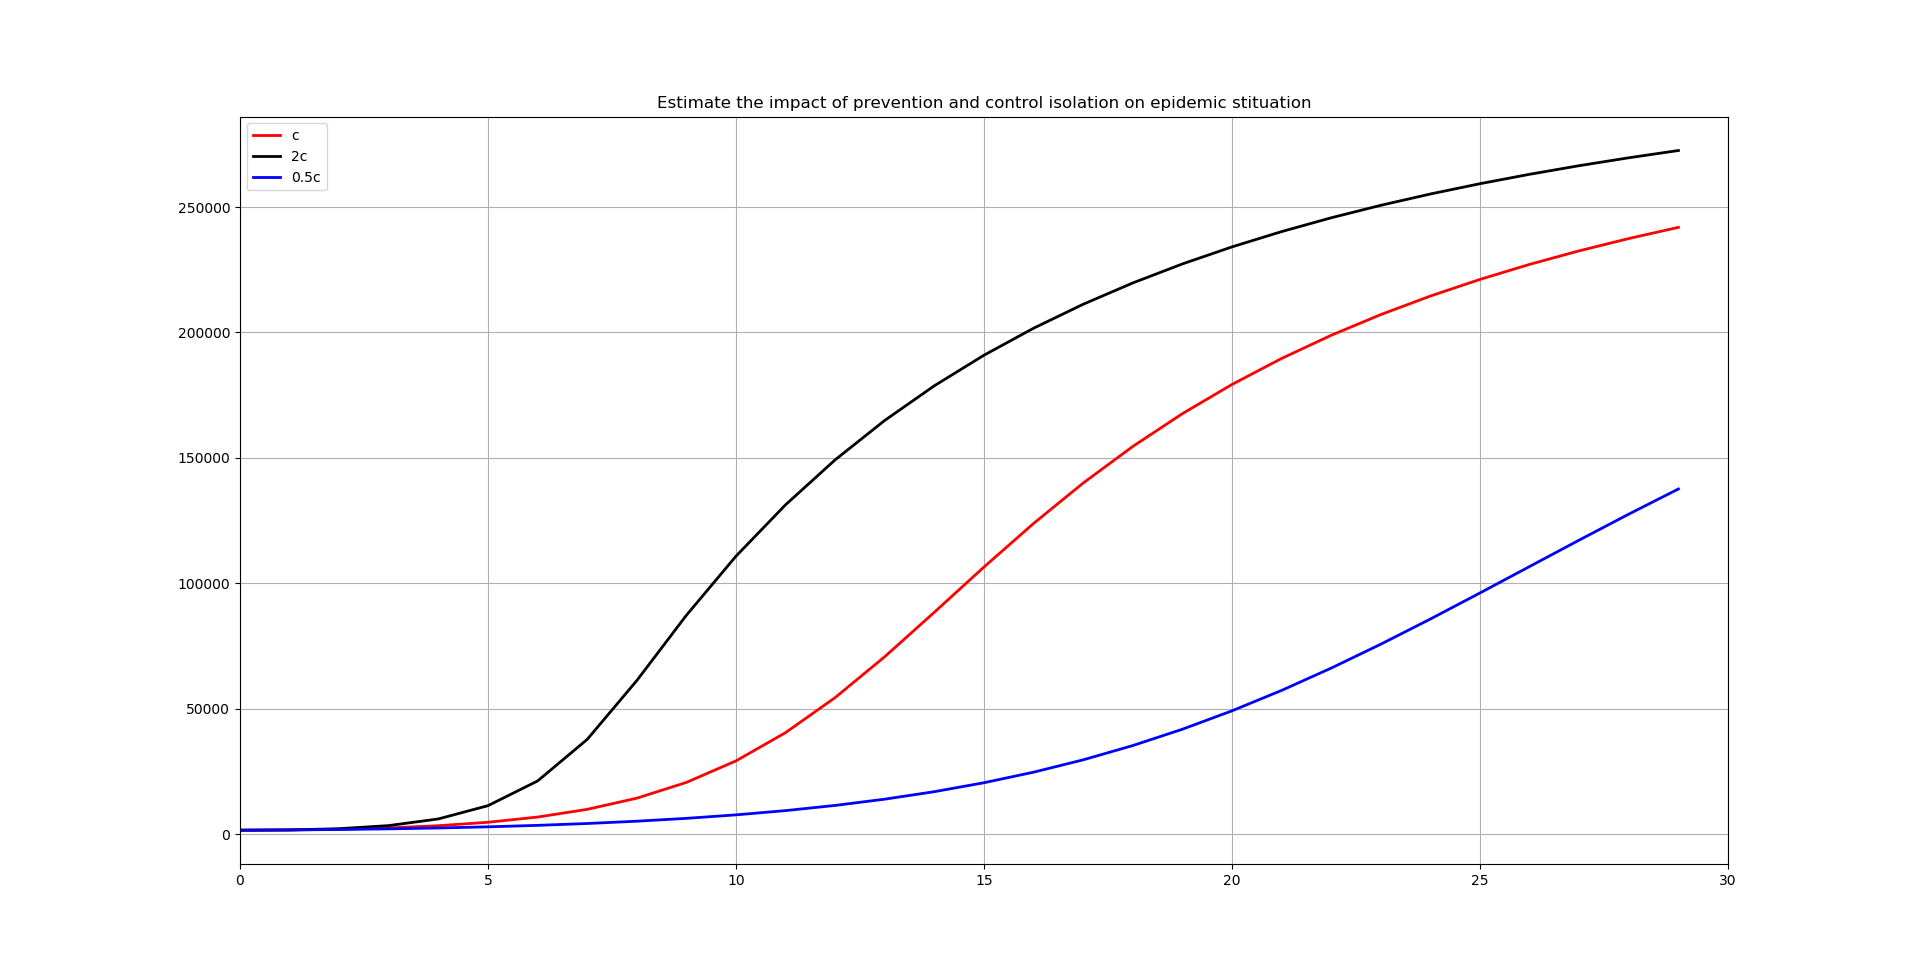 Estimate the impact of prevention and control isolation on epidemic stituation
c
2c
0.5c
250000
200000
150000
100000
50000
0
0 5 10 15 20 25 30